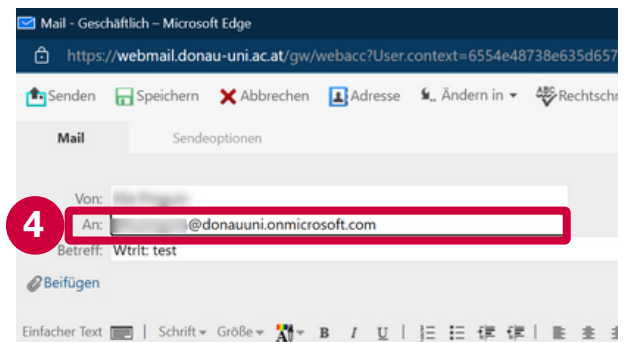 Mail - Geschäftlich – Microsoft Edge
https://webmail.donau-uni.ac.at/gw/webacc?User.context=6554e48738e635d657
Senden Speichern Abbrechen Adresse Ändern in Rechtschr
Mail Sendeoptionen
Von:
4 An: @donauuni.onmicrosoft.com
Betreff: Wtrlt: test
Beifügen
Einfacher Text | Schrift Größe A B I U | |